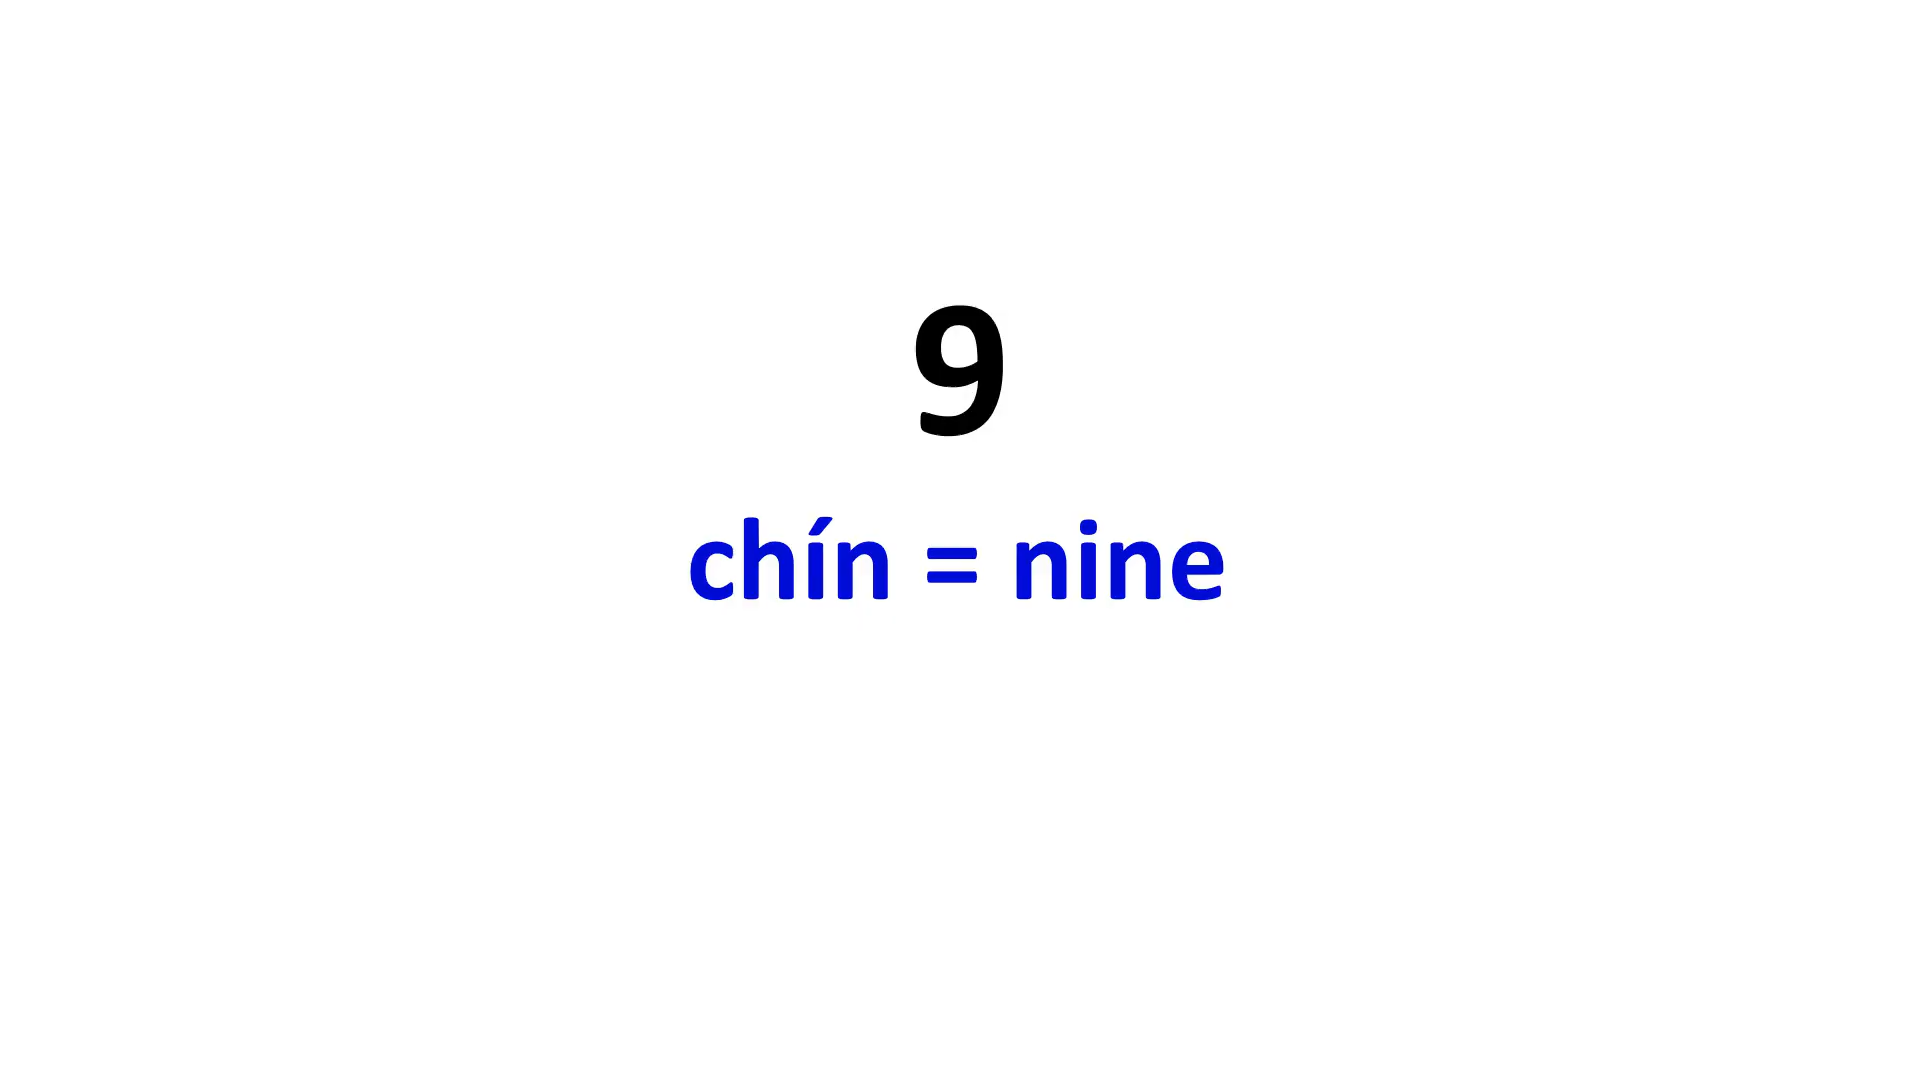 9
chín = nine